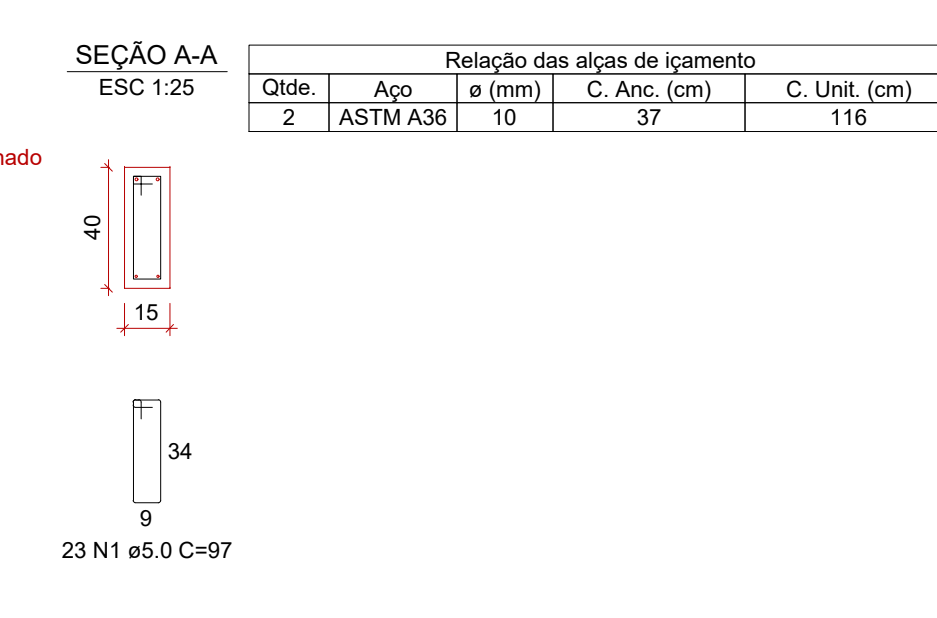 SEÇÃO A-A
ESC 1:25
Relação das alças de içamento
Qtde. Aço ø (mm) C. Anc. (cm) C. Unit. (cm)
2 ASTM A36 10 37 116
40
15
34
9
23 N1 ø5.0 C=97